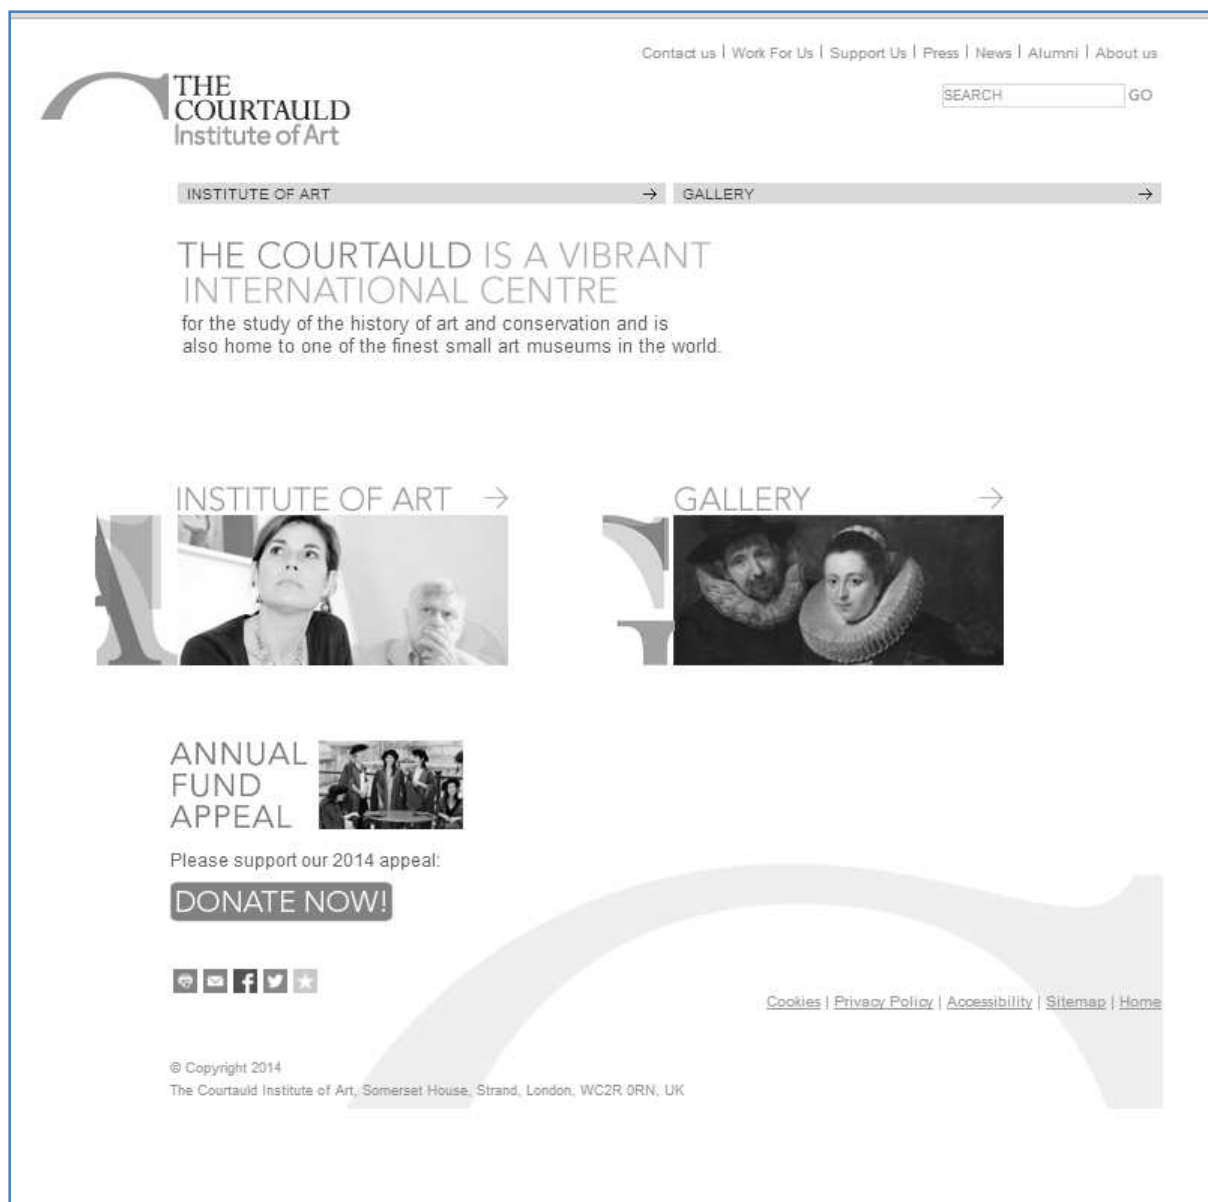 Contact us | Work For Us | Support Us | Press | News | Alumni | About us
THE
COURTAULD
Institute of Art
SEARCH GO
INSTITUTE OF ART → GALLERY →
THE COURTAULD IS A VIBRANT
INTERNATIONAL CENTRE
for the study of the history of art and conservation and is
also home to one of the finest small art museums in the world.
INSTITUTE OF ART → GALLERY →
ANNUAL
FUND
APPEAL
Please support our 2014 appeal:
DONATE NOW!
Cookies | Privacy Policy | Accessibility | Sitemap | Home
© Copyright 2014
The Courtauld Institute of Art, Somerset House, Strand, London, WC2R 0RN, UK